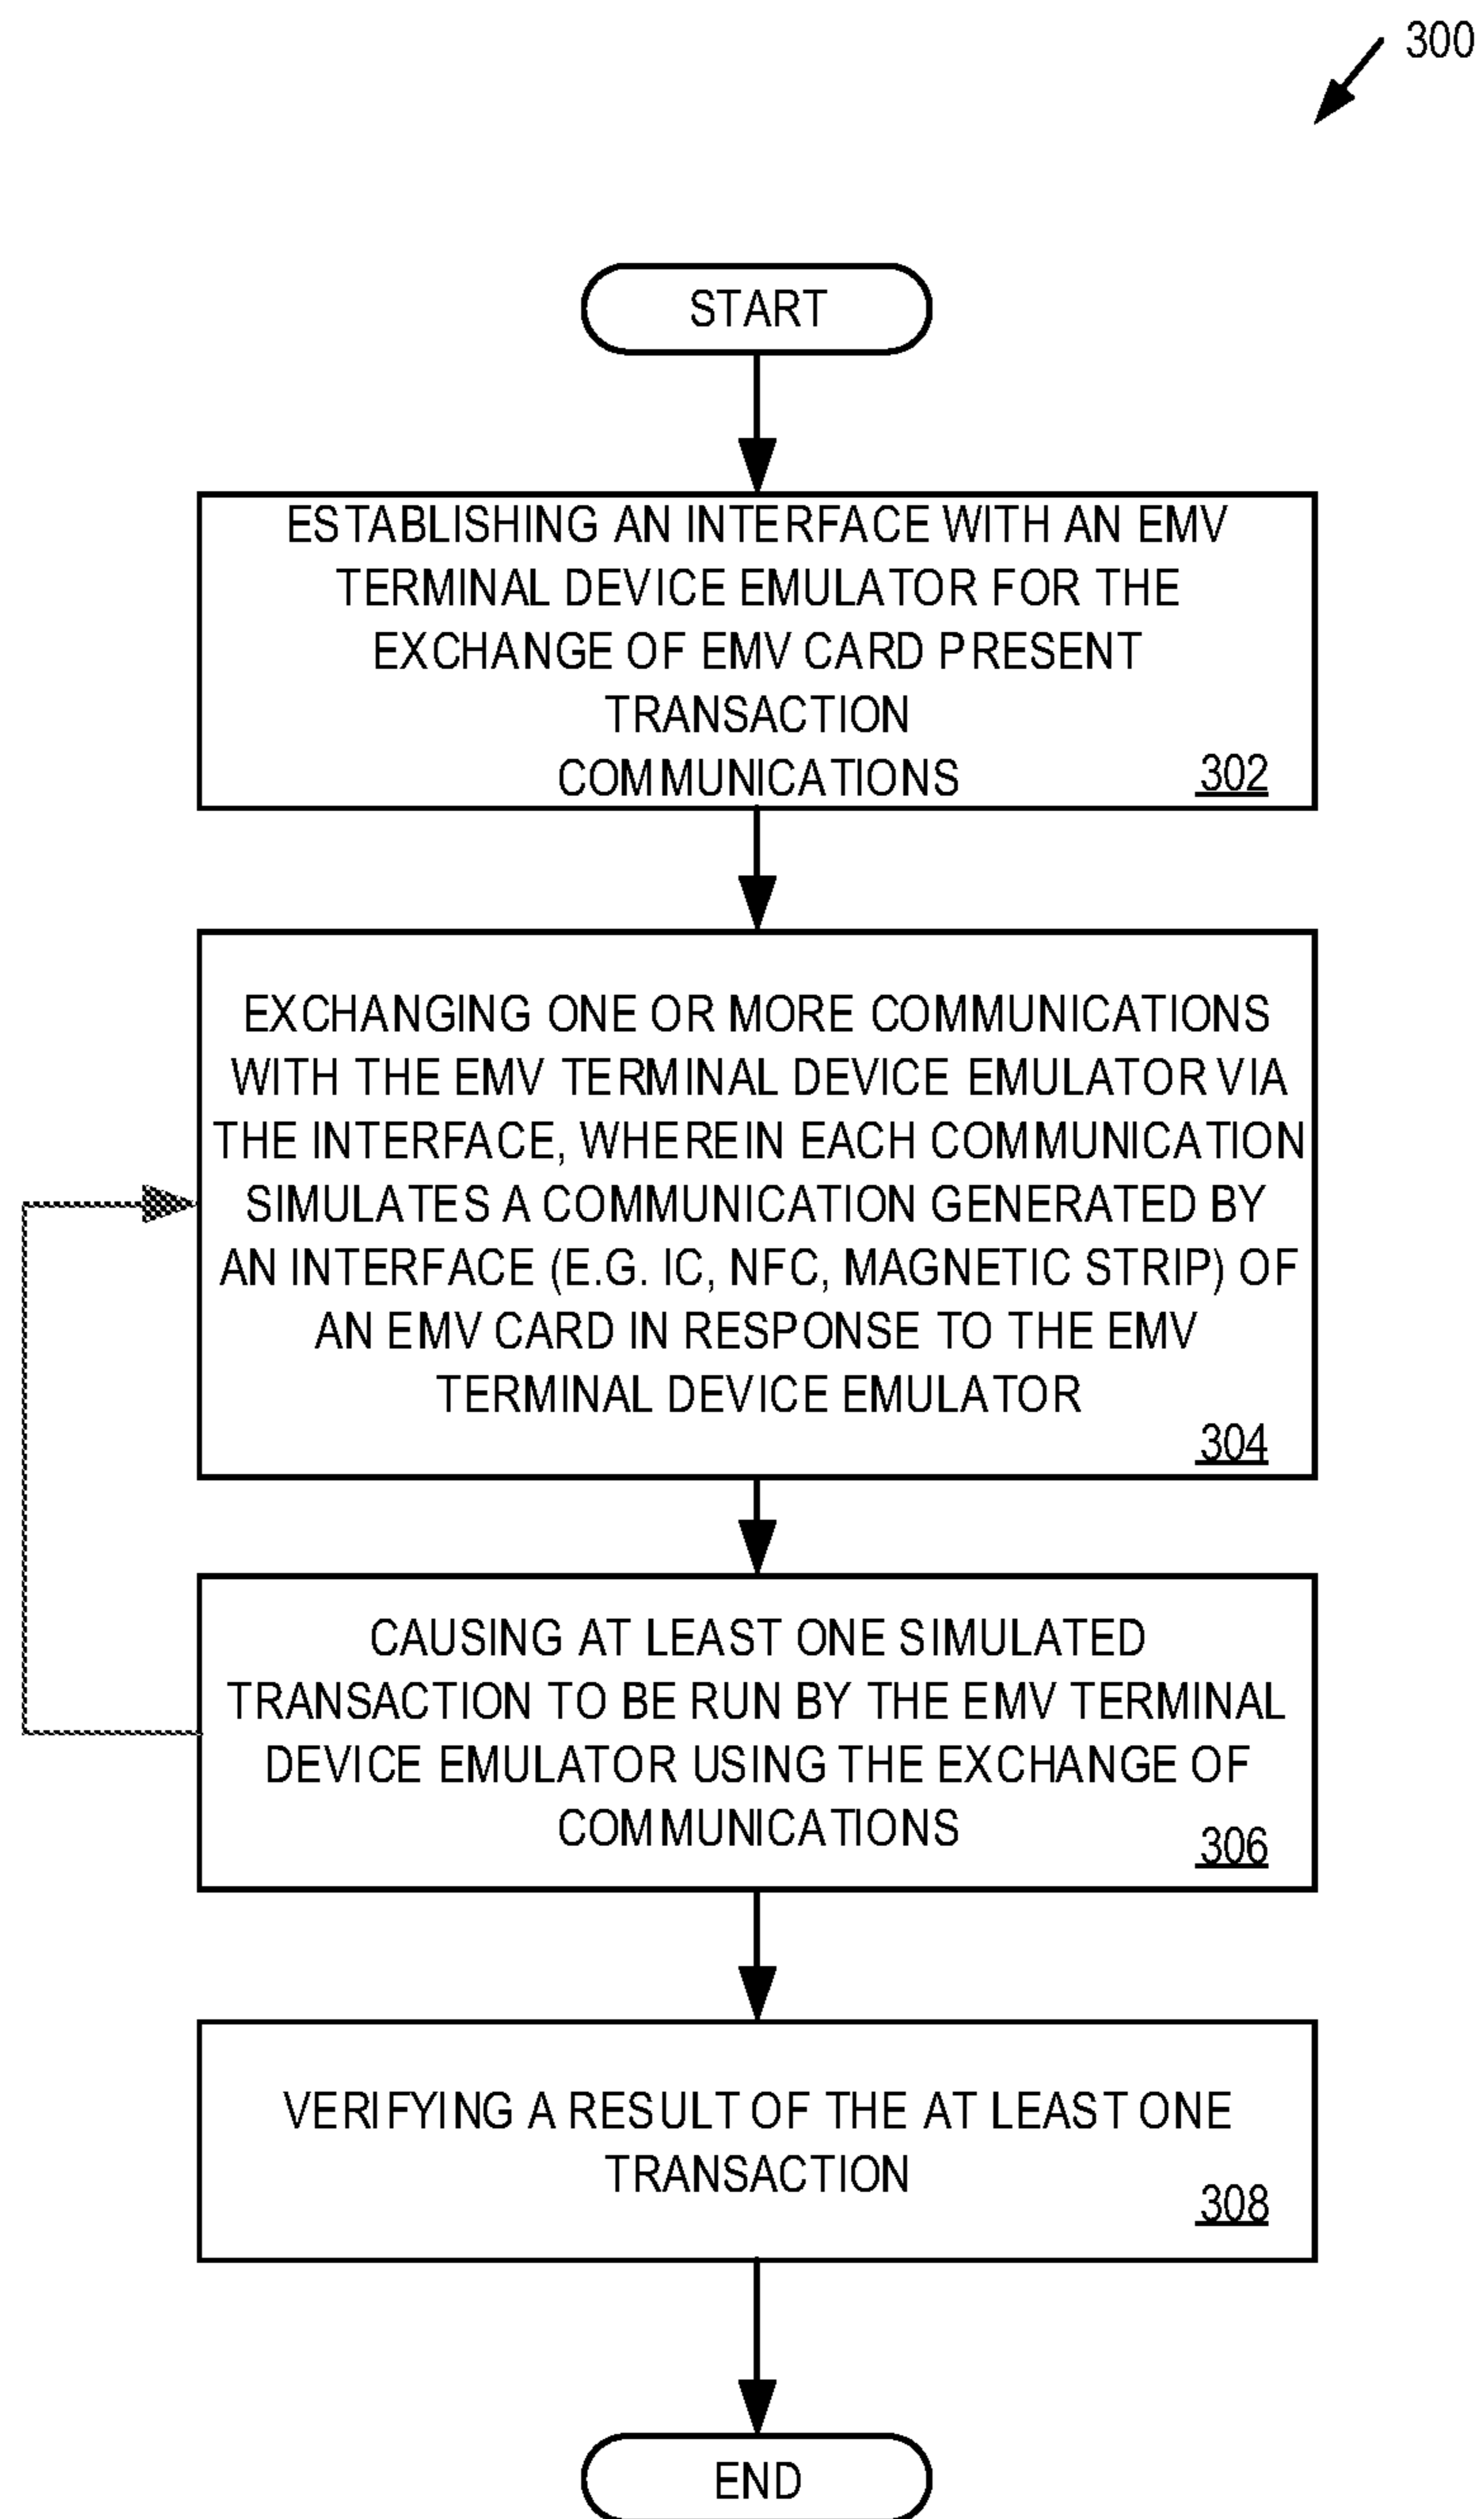 300
START
ESTABLISHING AN INTERFACE WITH AN EMV
TERMINAL DEVICE EMULATOR FOR THE
EXCHANGE OF EMV CARD PRESENT
TRANSACTION
COMMUNICATIONS
302
EXCHANGING ONE OR MORE COMMUNICATIONS
WITH THE EMV TERMINAL DEVICE EMULATOR VIA
THE INTERFACE, WHEREIN EACH COMMUNICATION
SIMULATES A COMMUNICATION GENERATED BY
AN INTERFACE (E.G. IC, NFC, MAGNETIC STRIP) OF
AN EMV CARD IN RESPONSE TO THE EMV
TERMINAL DEVICE EMULATOR
304
CAUSING AT LEAST ONE SIMULATED
TRANSACTION TO BE RUN BY THE EMV TERMINAL
DEVICE EMULATOR USING THE EXCHANGE OF
COMMUNICATIONS
306
VERIFYING A RESULT OF THE AT LEAST ONE
TRANSACTION
308
END